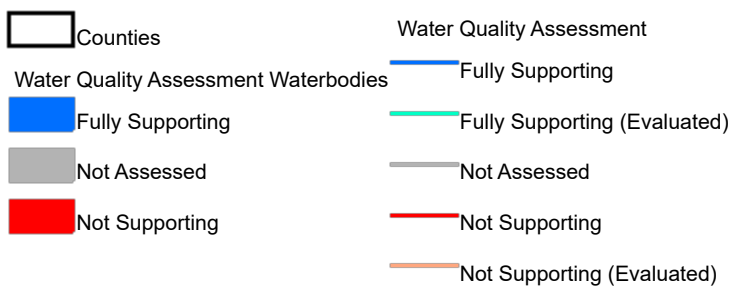 Counties
Water Quality Assessment Waterbodies
Fully Supporting
Not Assessed
Not Supporting
Water Quality Assessment
Fully Supporting
Fully Supporting (Evaluated)
Not Assessed
Not Supporting
Not Supporting (Evaluated)